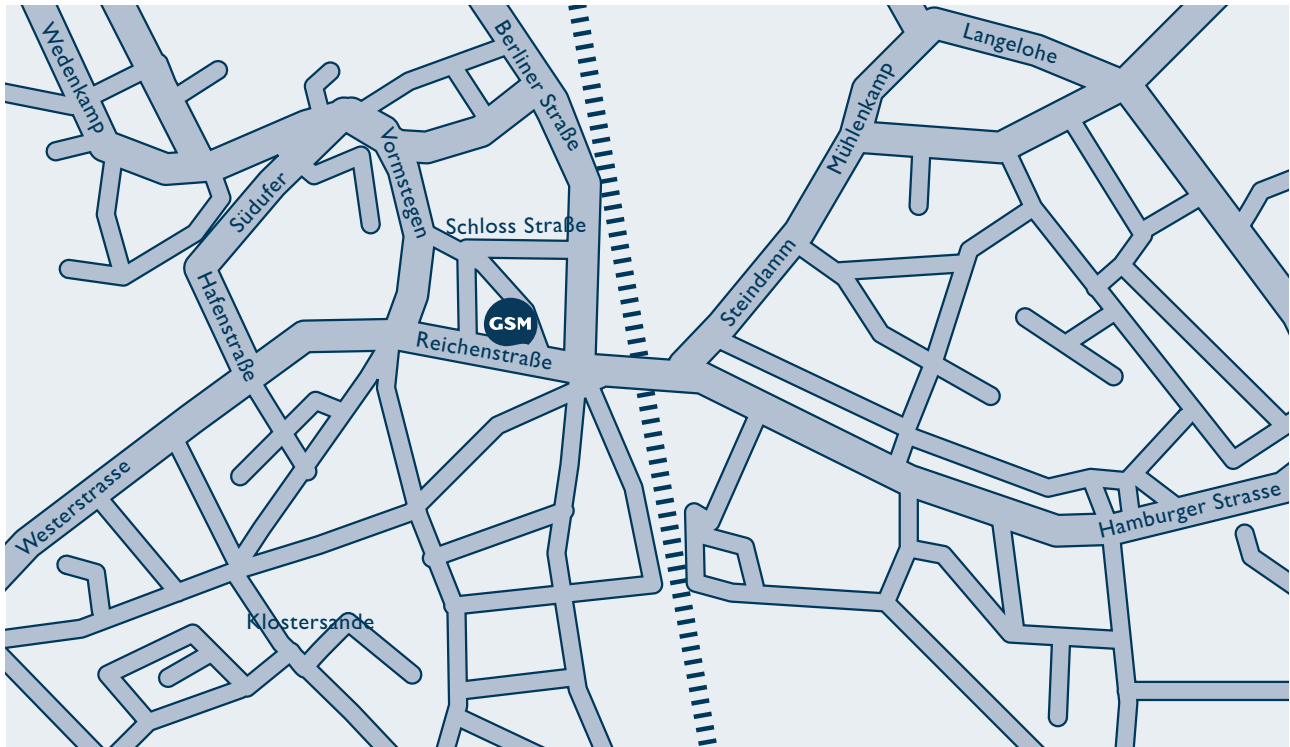 Wedenkamp
Berliner Straße
Langelohe
Mühlenkamp
Vormstegen
Südufer
Schloss Straße
Steindamm
Hafenstraße
GSM
Reichenstraße
Westerstrasse
Hamburger Strasse
Klostersande